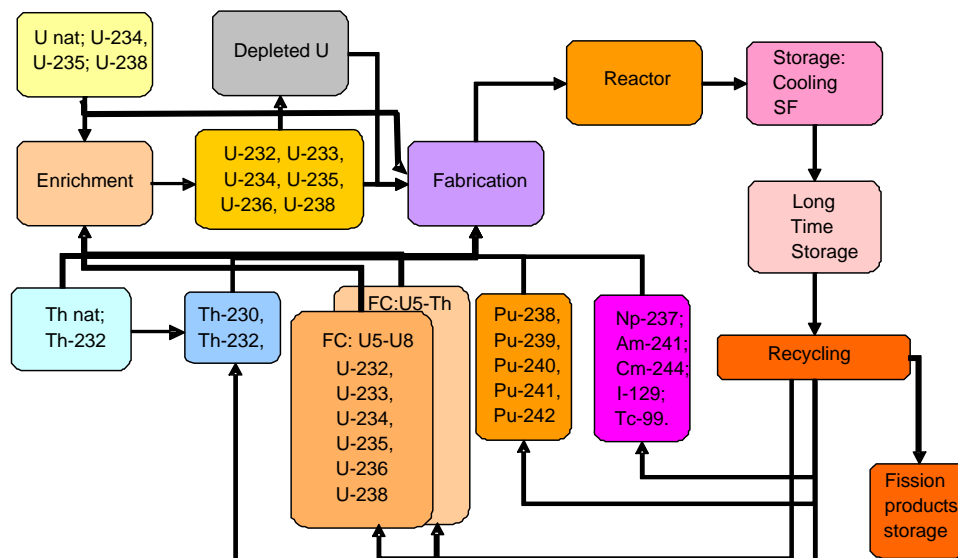 U nat; U-234,
U-235; U-238
Depleted U
Reactor
Storage:
Cooling
SF
Enrichment
U-232, U-233,
U-234, U-235,
U-236, U-238
Fabrication
Long
Time
Storage
Th nat;
Th-232
Th-230,
Th-232,
FC:U5-Th
FC: U5-U8
U-232,
U-233,
U-234,
U-235,
U-236
U-238
Pu-238,
Pu-239,
Pu-240,
Pu-241,
Pu-242
Np-237;
Am-241;
Cm-244;
I-129;
Tc-99.
Recycling
Fission
products
storage